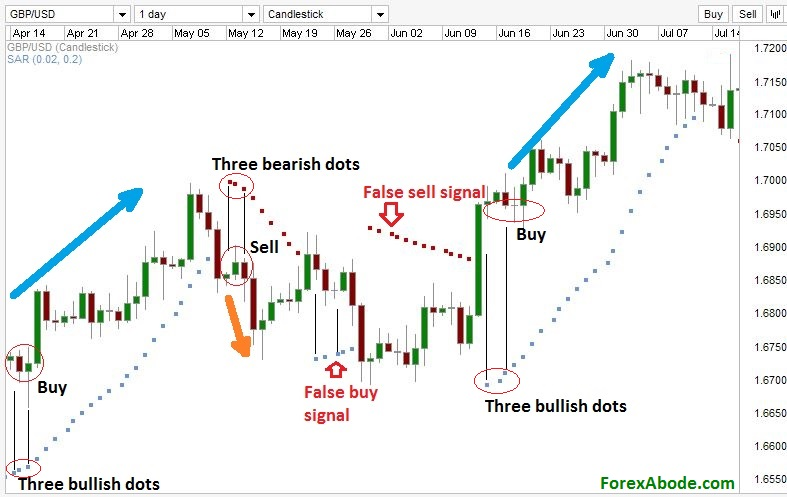 GBP/USD 1 day Candlestick Buy Sell
Apr 14 Apr 21 Apr 28 May 05 May 12 May 19 May 26 Jun 02 Jun 09 Jun 16 Jun 23 Jun 30 Jul 07 Jul 14
GBP/USD (Candlestick)
SAR (0.02, 0.2)
1.7200
1.7150
1.7100
1.7050
1.7000
1.6950
1.6900
1.6850
1.6800
1.6750
1.6700
1.6650
1.6600
1.6550
Three bearish dots
False sell signal
Buy
Sell
Buy
False buy
signal
Three bullish dots
Three bullish dots
ForexAbode.com